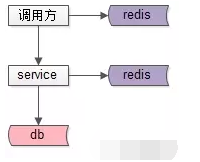 调用方 redis
service redis
db